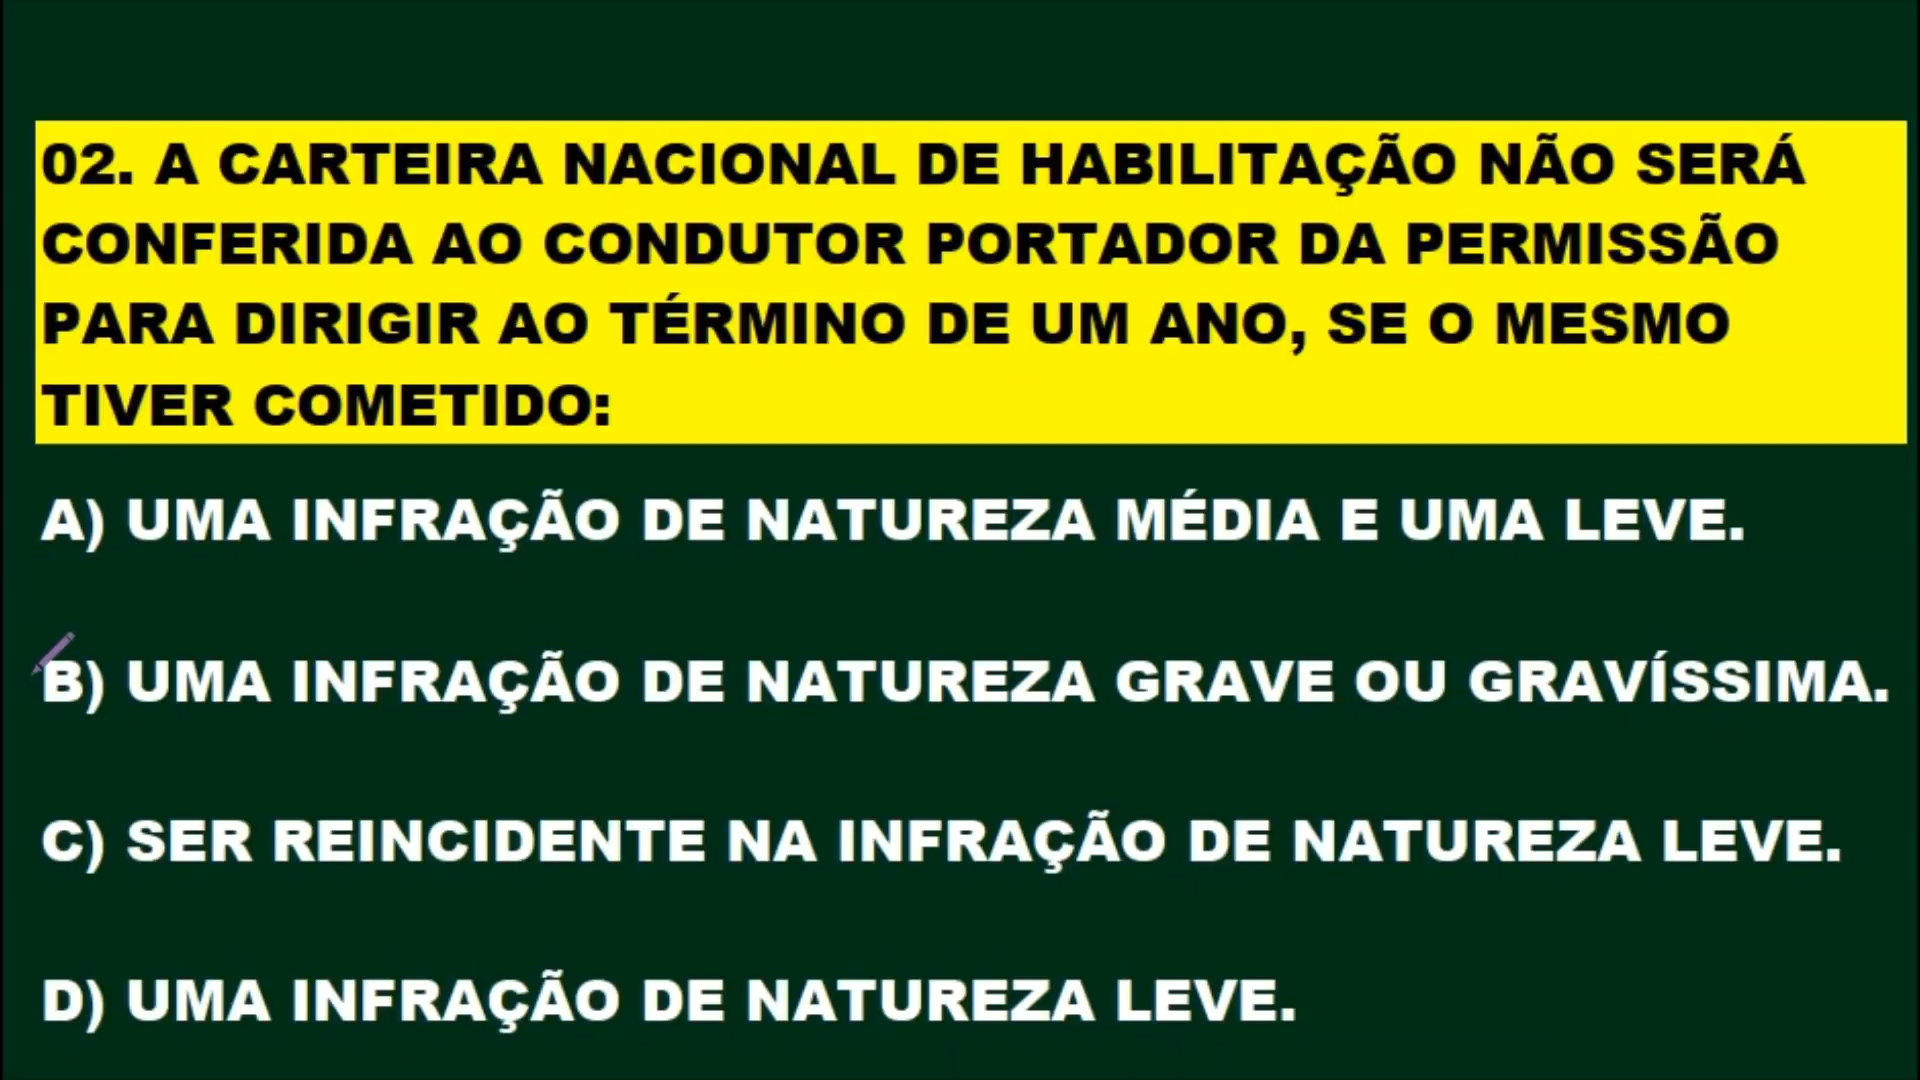 02. A CARTEIRA NACIONAL DE HABILITAÇÃO NÃO SERÁ
CONFERIDA AO CONDUTOR PORTADOR DA PERMISSÃO
PARA DIRIGIR AO TÉRMINO DE UM ANO, SE O MESMO
TIVER COMETIDO:
A) UMA INFRAÇÃO DE NATUREZA MÉDIA E UMA LEVE.
B) UMA INFRAÇÃO DE NATUREZA GRAVE OU GRAVÍSSIMA.
C) SER REINCIDENTE NA INFRAÇÃO DE NATUREZA LEVE.
D) UMA INFRAÇÃO DE NATUREZA LEVE.